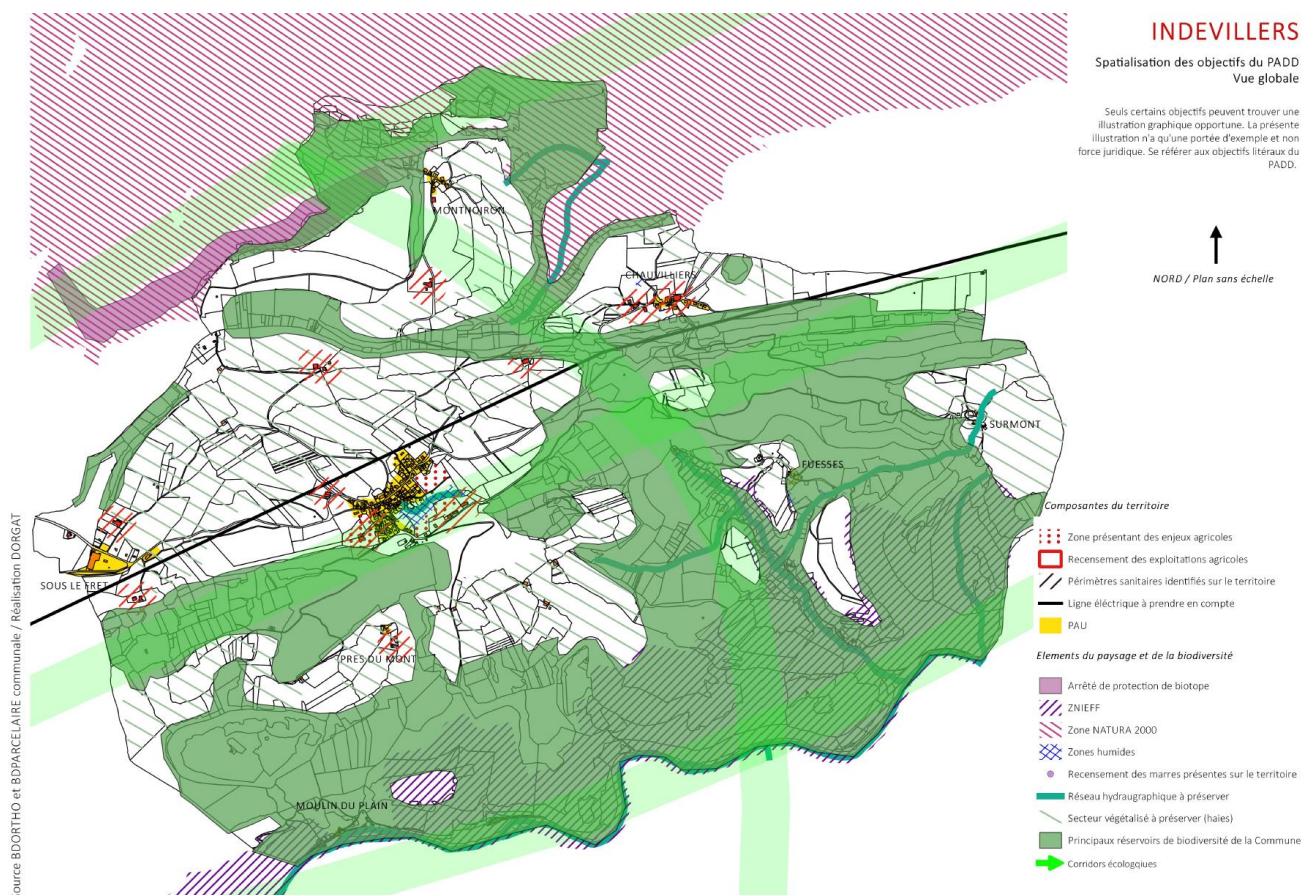 INDEVILLERS
Spatialisation des objectifs du PADD
Vue globale
Seuls certains objectifs peuvent trouver une
illustration graphique opportune. La présente
illustration n'a qu'une portée d'exemple et non
force juridique. Se référer aux objectifs litéraux du
PADD.
NORD / Plan sans échelle
MONTNOIRON
CHAUVILLIERS
SURMONT
FUESSES
SOUS LE FRET
PRES DU MONT
MOULIN DU PLAIN
Composantes du territoire
Zone présentant des enjeux agricoles
Recensement des exploitations agricoles
Périmètres sanitaires identifiés sur le territoire
Ligne éléctrique à prendre en compte
PAU
Elements du paysage et de la biodiversité
Arrêté de protection de biotope
ZNIEFF
Zone NATURA 2000
Zones humides
Recensement des marres présentes sur le territoire
Réseau hydraugraphique à préserver
Secteur végétalisé à préserver (haies)
Principaux réservoirs de biodiversité de la Commune
Corridors écologqiues
Source BDORTHO et BDPARCELAIRE communale / Réalisation DORGAT